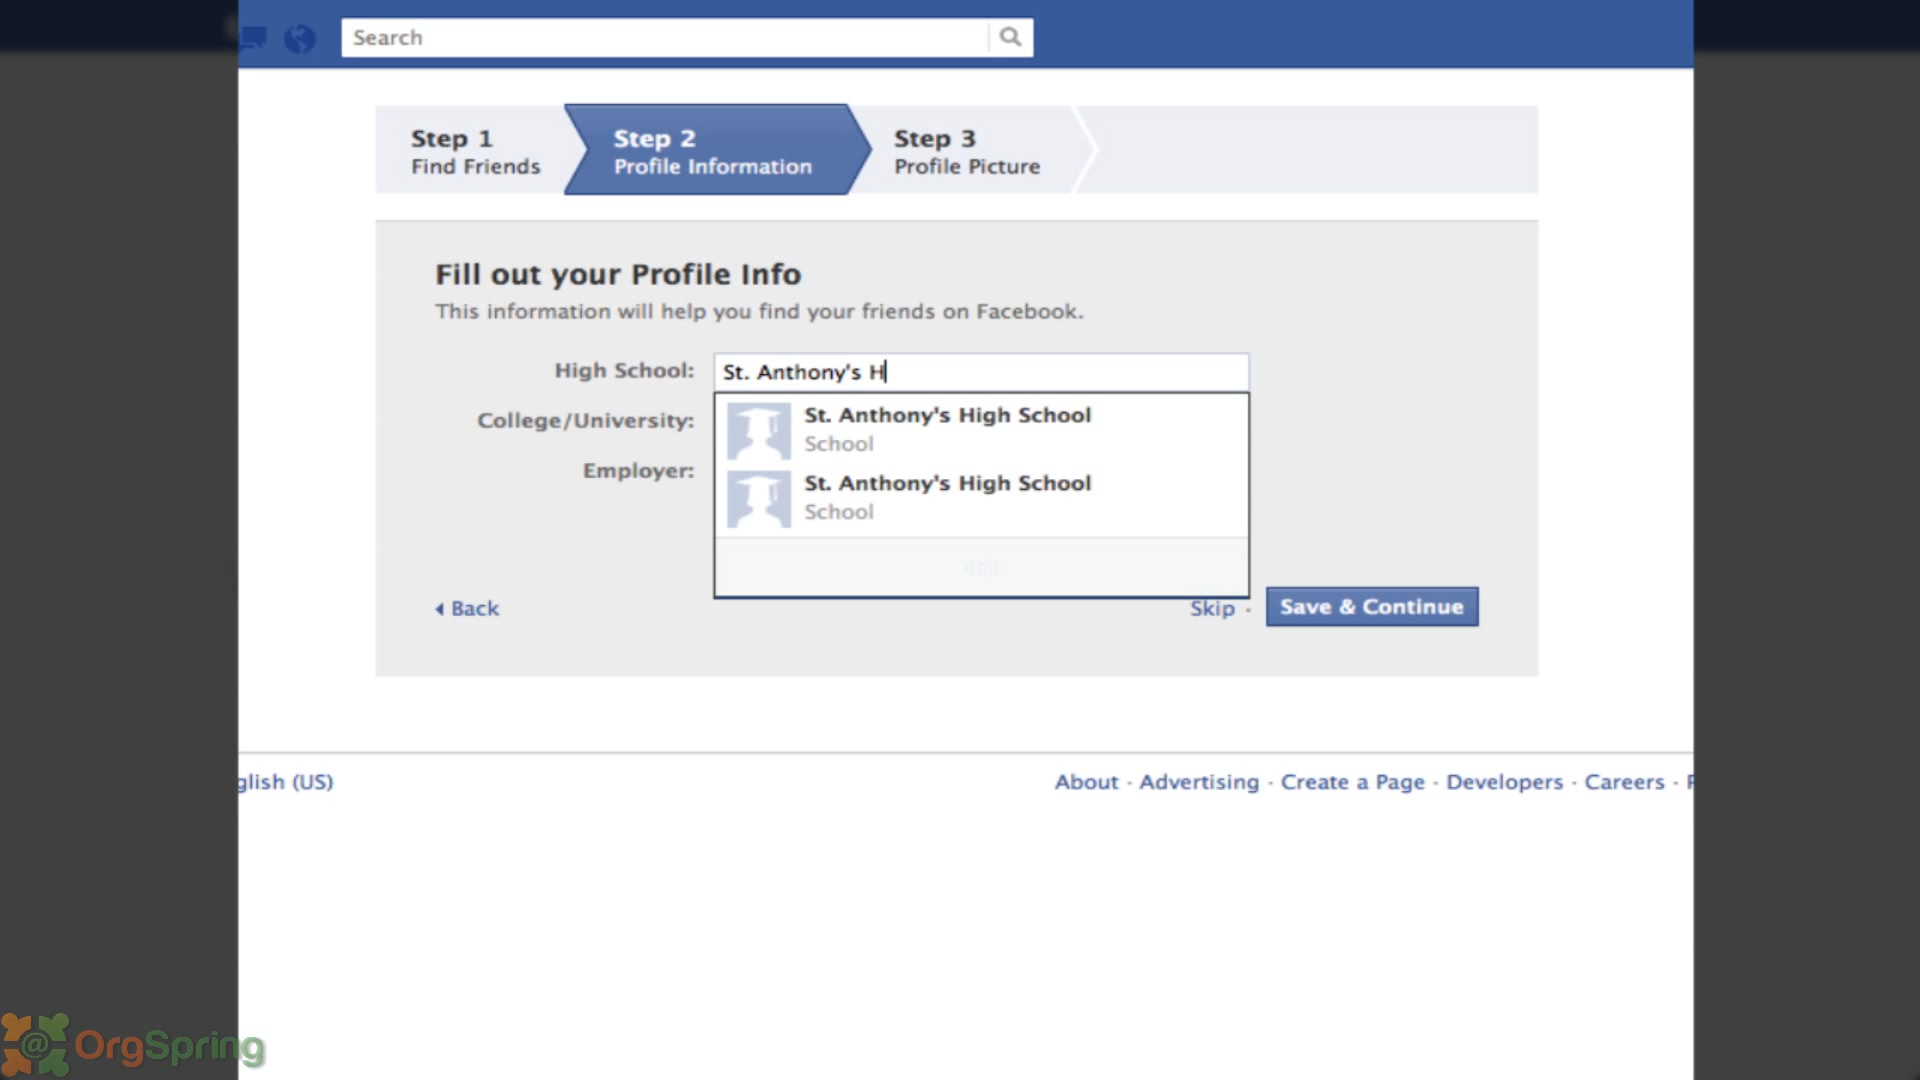 Search
Step 1
Find Friends
Step 2
Profile Information
Step 3
Profile Picture
Fill out your Profile Info
This information will help you find your friends on Facebook.
High School:
St. Anthony's H
St. Anthony's High School
School
College/University:
St. Anthony's High School
School
Employer:
Back
Skip ·
Save & Continue
glish (US)
About · Advertising · Create a Page · Developers · Careers ·
@ OrgSpring